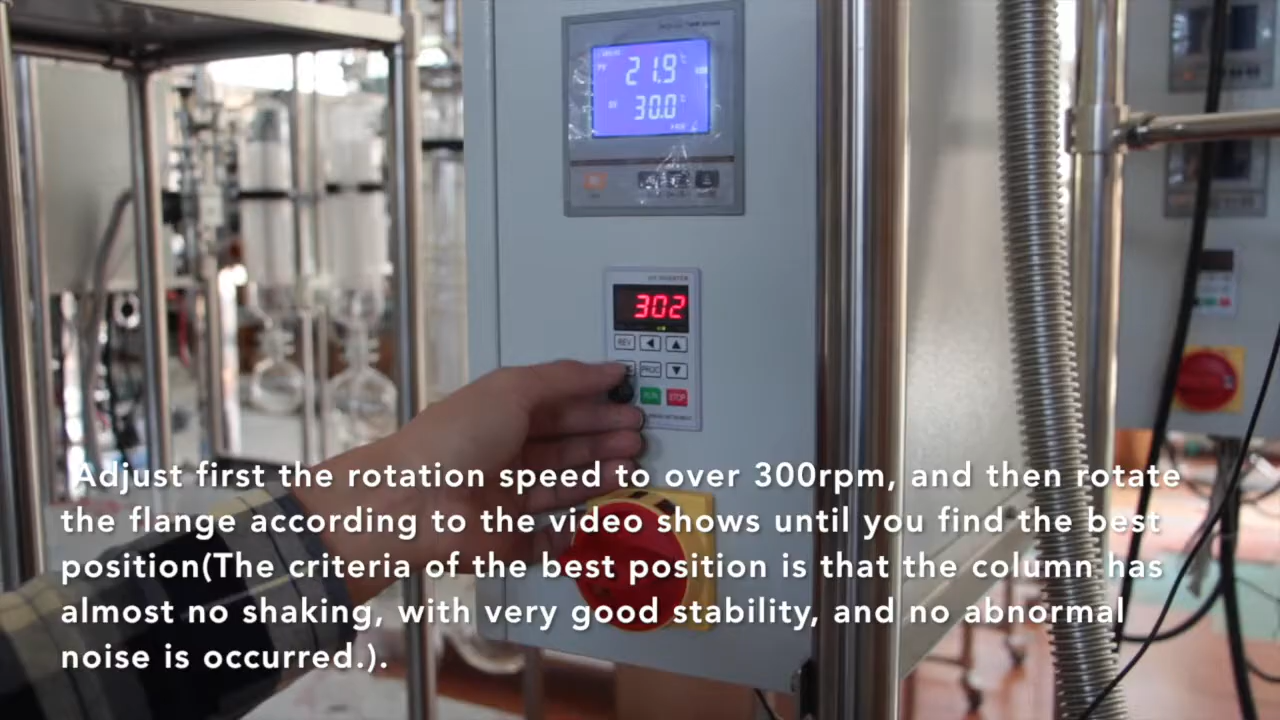 PV
21.9
℃
SV
30.0
℃
302
REV
PROG
RUN
STOP
Adjust first the rotation speed to over 300rpm, and then rotate
the flange according to the video shows until you find the best
position(The criteria of the best position is that the column has
almost no shaking, with very good stability, and no abnormal
noise is occurred.).